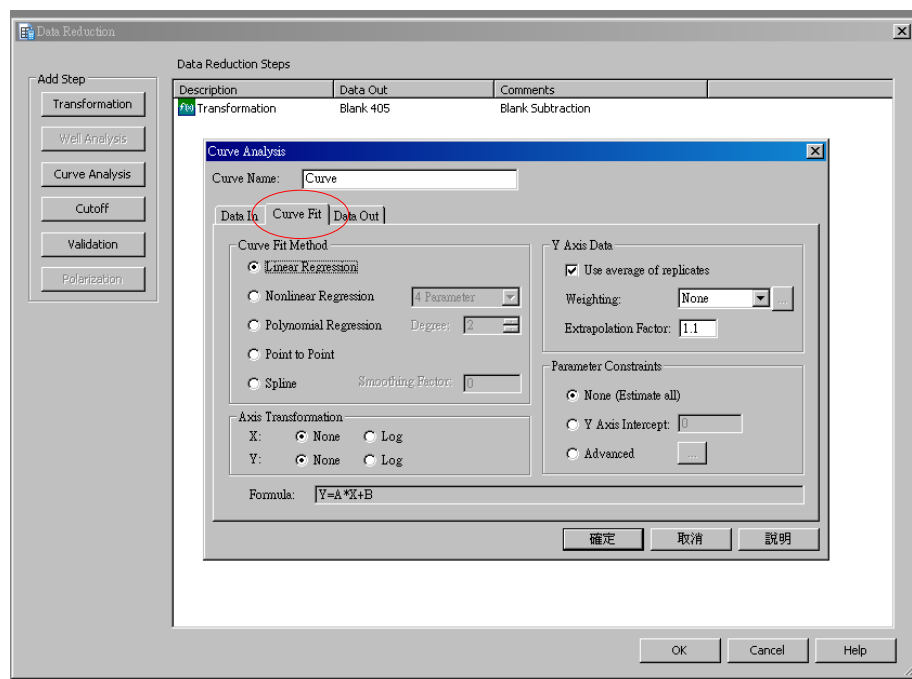 Data Reduction
Data Reduction Steps
Add Step
Transformation
Well Analysis
Curve Analysis
Cutoff
Validation
Polarization
Description Data Out Comments
f(x) Transformation Blank 405 Blank Subtraction
Curve Analysis
Curve Name: Curve
Data In Curve Fit Data Out
Curve Fit Method
Linear Regression
Nonlinear Regression 4 Parameter
Polynomial Regression Degree: 2
Point to Point
Spline Smoothing Factor: 0
Axis Transformation
X: None Log
Y: None Log
Y Axis Data
Use average of replicates
Weighting: None ...
Extrapolation Factor: 1.1
Parameter Constraints
None (Estimate all)
Y Axis Intercept: 0
Advanced ...
Formula: Y=A*X+B
確定 取消 說明
OK Cancel Help